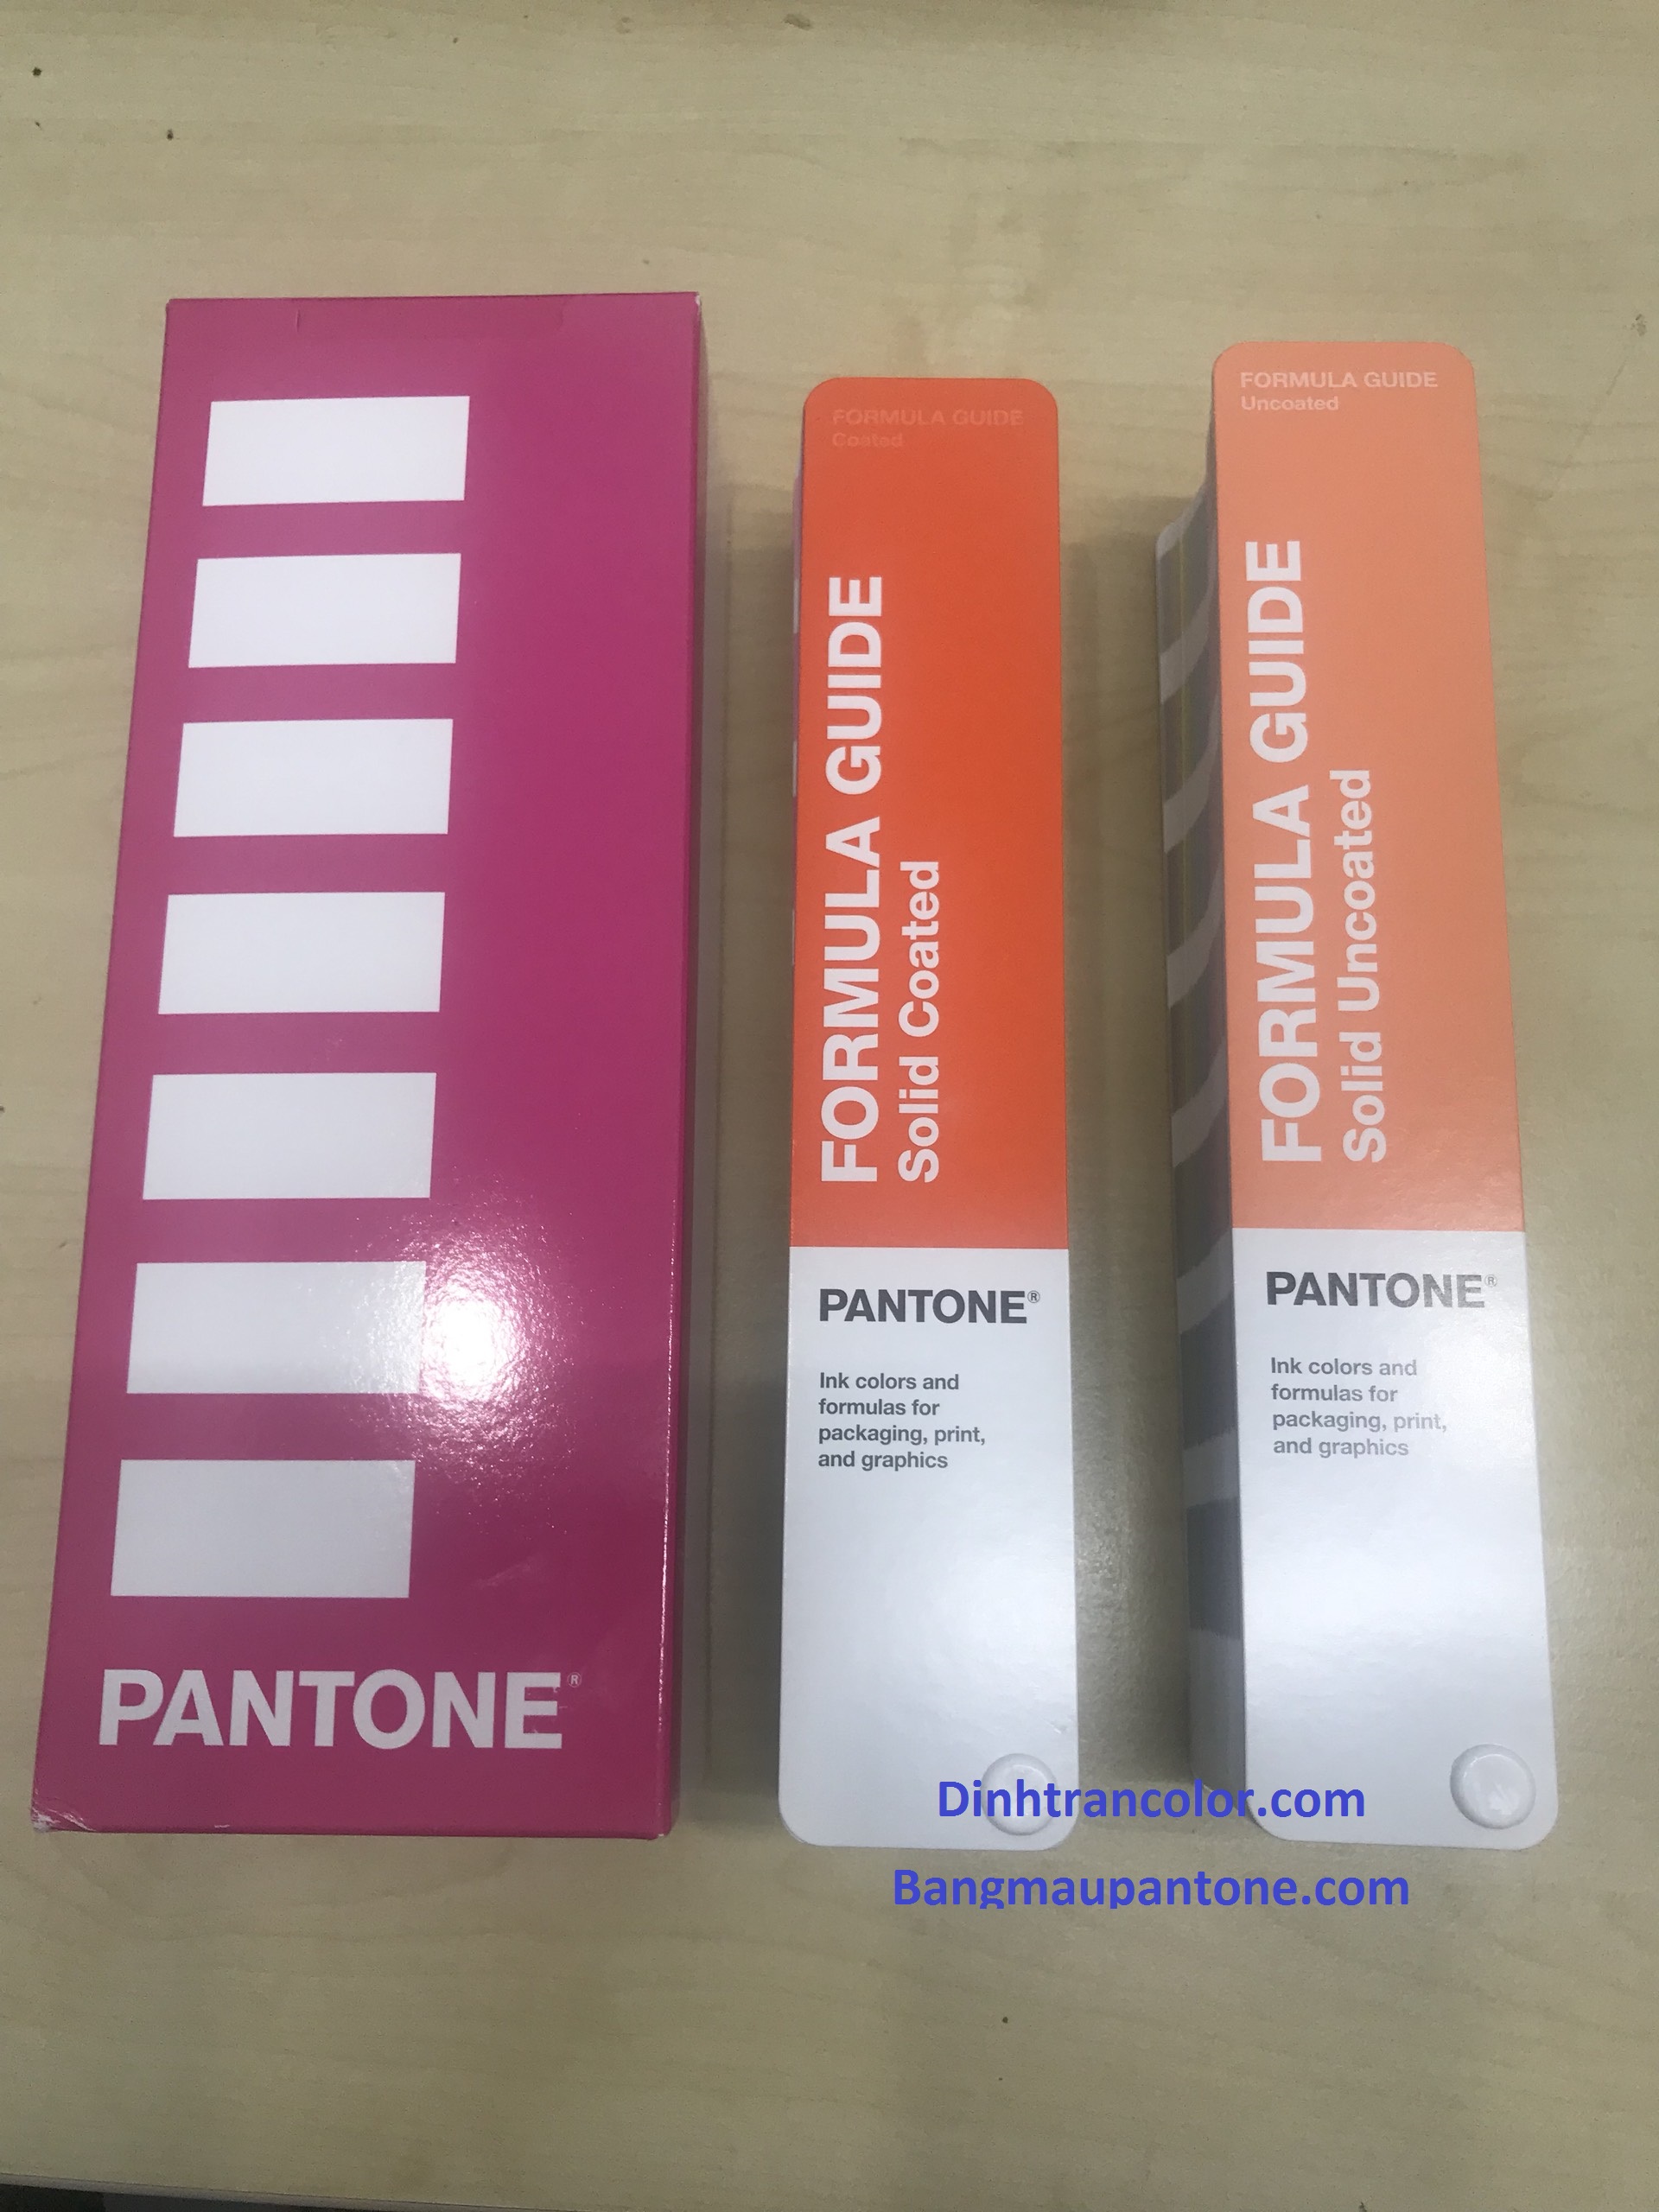 PANTONE®
FORMULA GUIDE
Coated
FORMULA GUIDE
Solid Coated
PANTONE®
Ink colors and
formulas for
packaging, print,
and graphics
FORMULA GUIDE
Uncoated
FORMULA GUIDE
Solid Uncoated
PANTONE®
Ink colors and
formulas for
packaging, print,
and graphics
Dinhtrancolor.com
Bangmaupantone.com